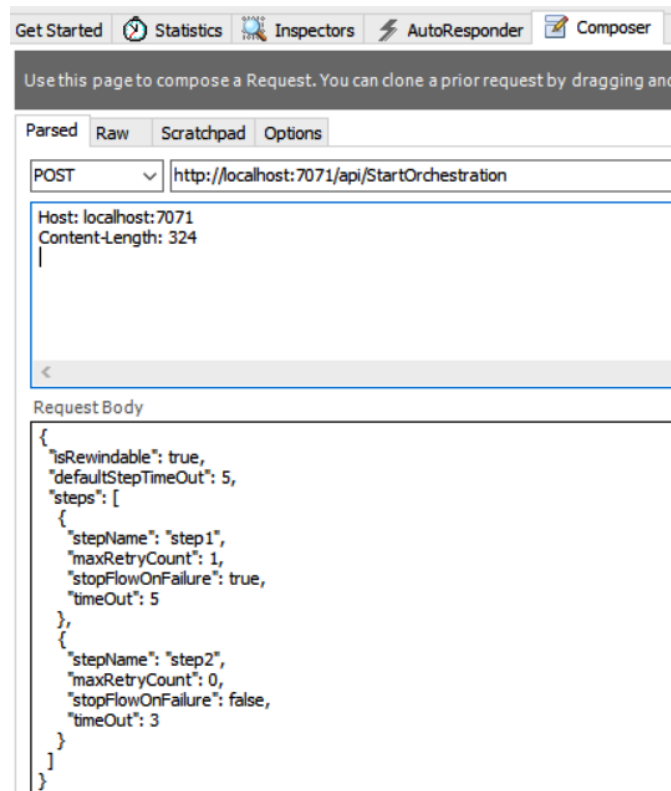 Get Started Statistics Inspectors AutoResponder Composer
Use this page to compose a Request. You can clone a prior request by dragging and
Parsed Raw Scratchpad Options
POST http://localhost:7071/api/StartOrchestration
Host: localhost:7071
Content-Length: 324
Request Body
{
"isRewindable": true,
"defaultStepTimeOut": 5,
"steps": [
{
"stepName": "step1",
"maxRetryCount": 1,
"stopFlowOnFailure": true,
"timeOut": 5
},
{
"stepName": "step2",
"maxRetryCount": 0,
"stopFlowOnFailure": false,
"timeOut": 3
}
]
}